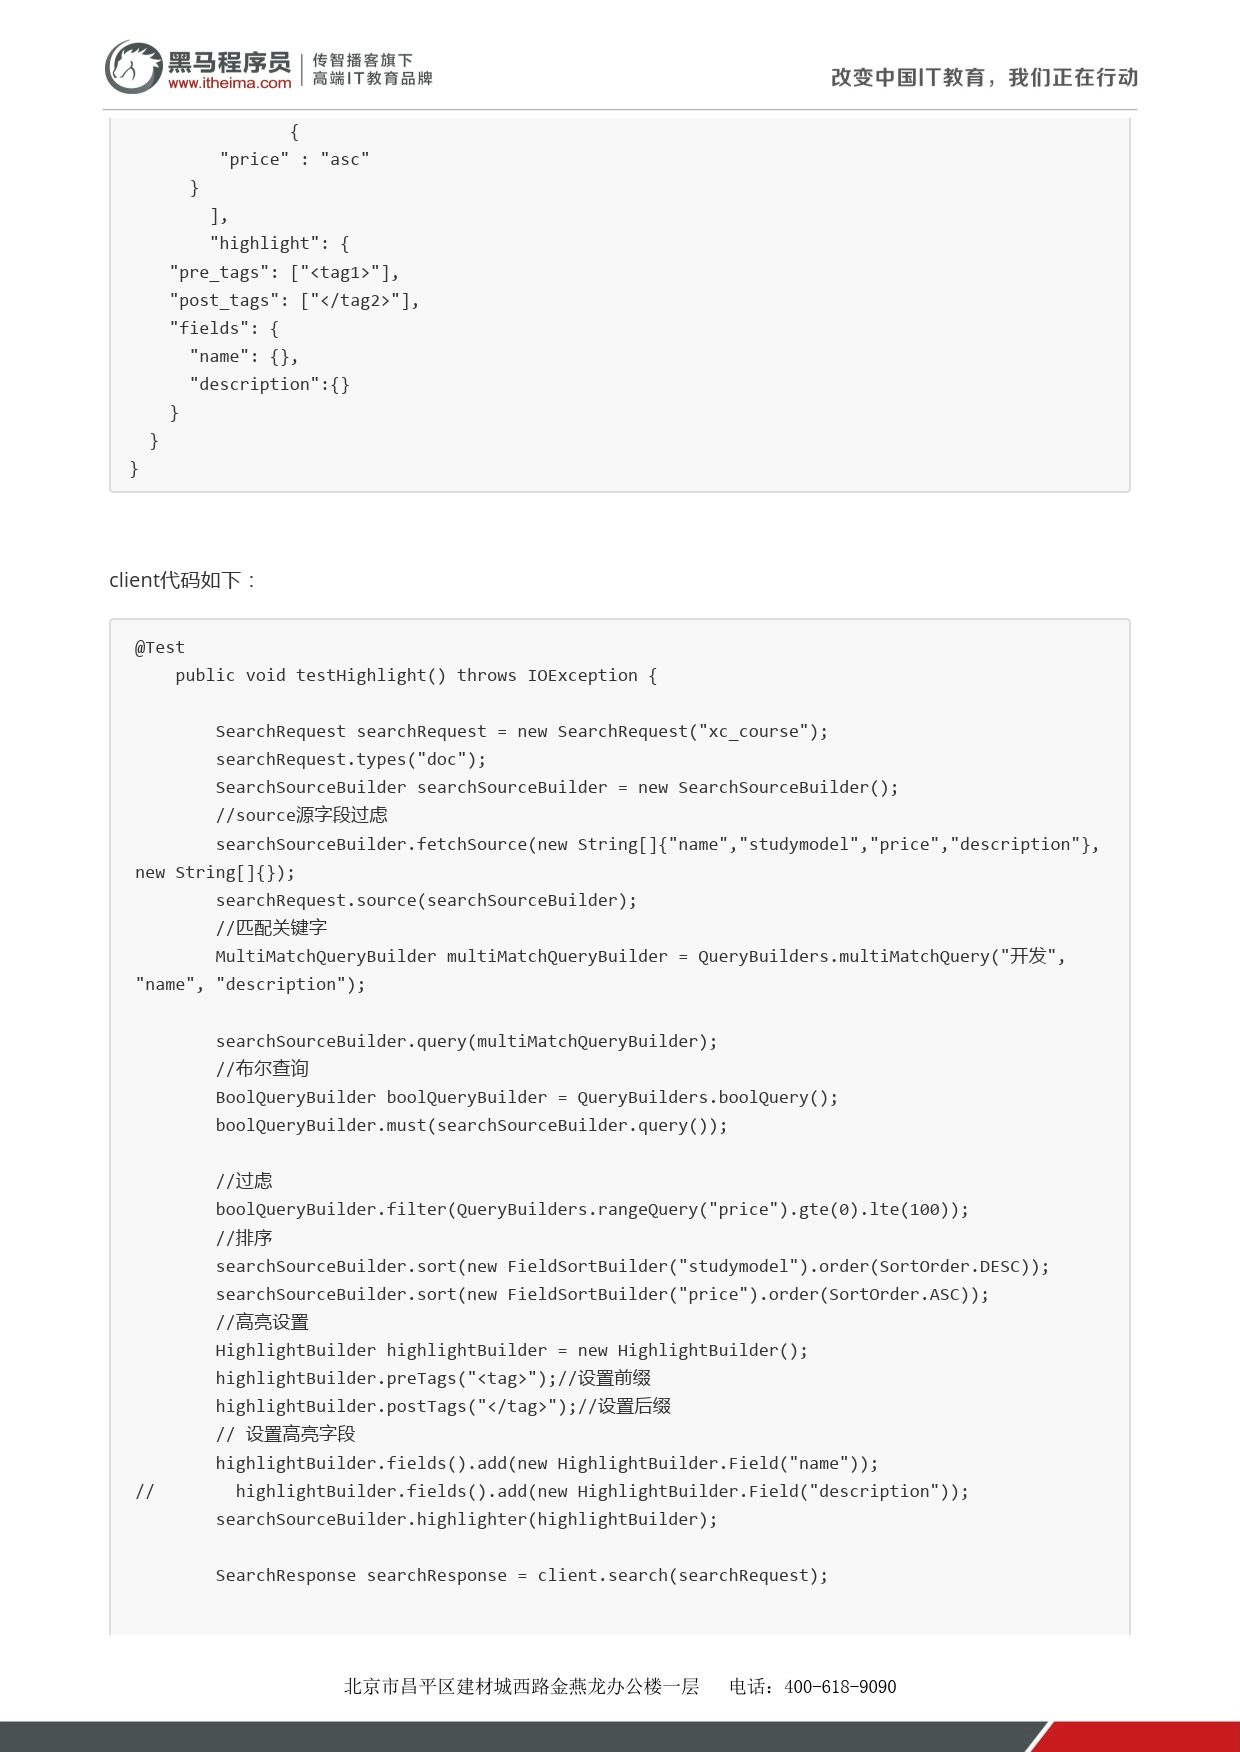 黑马程序员
www.itheima.com
传智播客旗下
高端IT教育品牌
改变中国IT教育，我们正在行动
                {
         "price" : "asc"
      }
        ],
        "highlight": {
    "pre_tags": ["<tag1>"],
    "post_tags": ["</tag2>"],
    "fields": {
      "name": {},
      "description":{}
    }
  }
}
client代码如下：
@Test
    public void testHighlight() throws IOException {
        SearchRequest searchRequest = new SearchRequest("xc_course");
        searchRequest.types("doc");
        SearchSourceBuilder searchSourceBuilder = new SearchSourceBuilder();
        //source源字段过虑
        searchSourceBuilder.fetchSource(new String[]{"name","studymodel","price","description"},
new String[]{});
        searchRequest.source(searchSourceBuilder);
        //匹配关键字
        MultiMatchQueryBuilder multiMatchQueryBuilder = QueryBuilders.multiMatchQuery("开发",
"name", "description");
        searchSourceBuilder.query(multiMatchQueryBuilder);
        //布尔查询
        BoolQueryBuilder boolQueryBuilder = QueryBuilders.boolQuery();
        boolQueryBuilder.must(searchSourceBuilder.query());
        //过虑
        boolQueryBuilder.filter(QueryBuilders.rangeQuery("price").gte(0).lte(100));
        //排序
        searchSourceBuilder.sort(new FieldSortBuilder("studymodel").order(SortOrder.DESC));
        searchSourceBuilder.sort(new FieldSortBuilder("price").order(SortOrder.ASC));
        //高亮设置
        HighlightBuilder highlightBuilder = new HighlightBuilder();
        highlightBuilder.preTags("<tag>");//设置前缀
        highlightBuilder.postTags("</tag>");//设置后缀
        // 设置高亮字段
        highlightBuilder.fields().add(new HighlightBuilder.Field("name"));
//        highlightBuilder.fields().add(new HighlightBuilder.Field("description"));
        searchSourceBuilder.highlighter(highlightBuilder);
        SearchResponse searchResponse = client.search(searchRequest);
北京市昌平区建材城西路金燕龙办公楼一层 电话：400-618-9090